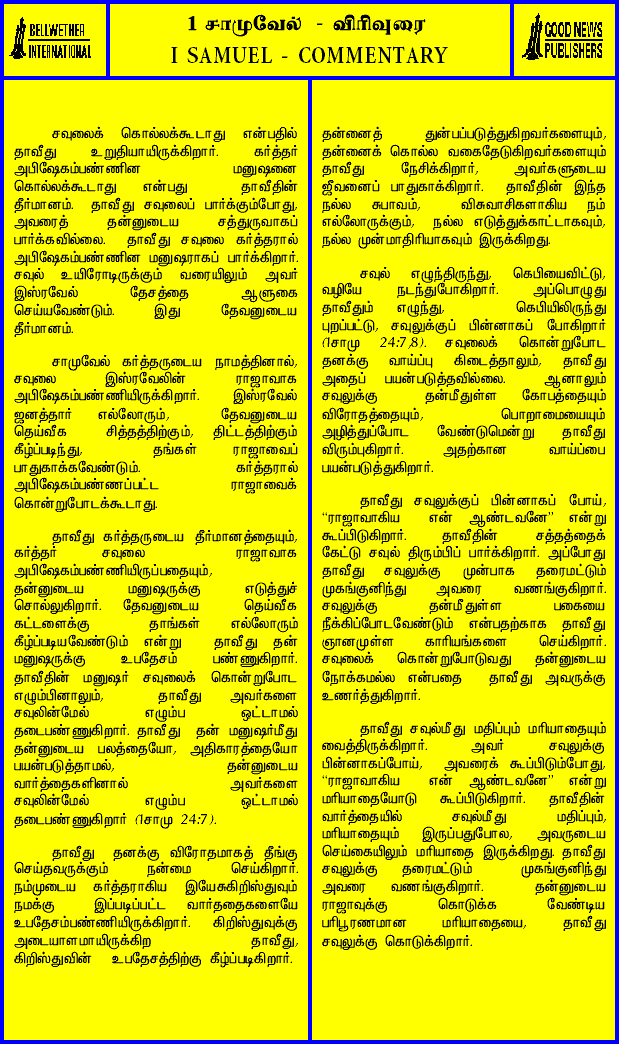 BELLWETHER
INTERNATIONAL
1 சாமுவேல் - விரிவுரை
I SAMUEL - COMMENTARY
GOOD NEWS
PUBLISHERS
சவுலைக் கொல்லக்கூடாது என்பதில்
தாவீது உறுதியாயிருக்கிறார். கர்த்தர்
அபிஷேகம்பண்ணின மனுஷனை
கொல்லக்கூடாது என்பது தாவீதின்
தீர்மானம். தாவீது சவுலைப் பார்க்கும்போது,
அவரைத் தன்னுடைய சத்துருவாகப்
பார்க்கவில்லை. தாவீது சவுலை கர்த்தரால்
அபிஷேகம்பண்ணின மனுஷராகப் பார்க்கிறார்.
சவுல் உயிரோடிருக்கும் வரையிலும் அவர்
இஸ்ரவேல் தேசத்தை ஆளுகை
செய்யவேண்டும். இது தேவனுடைய
தீர்மானம்.
சாமுவேல் கர்த்தருடைய நாமத்தினால்,
சவுலை இஸ்ரவேலின் ராஜாவாக
அபிஷேகம்பண்ணியிருக்கிறார். இஸ்ரவேல்
ஜனத்தார் எல்லோரும், தேவனுடைய
தெய்வீக சித்தத்திற்கும், திட்டத்திற்கும்
கீழ்ப்படிந்து, தங்கள் ராஜாவைப்
பாதுகாக்கவேண்டும். கர்த்தரால்
அபிஷேகம்பண்ணப்பட்ட ராஜாவைக்
கொன்றுபோடக்கூடாது.
தாவீது கர்த்தருடைய தீர்மானத்தையும்,
கர்த்தர் சவுலை ராஜாவாக
அபிஷேகம்பண்ணியிருப்பதையும்,
தன்னுடைய மனுஷருக்கு எடுத்துச்
சொல்லுகிறார். தேவனுடைய தெய்வீக
கட்டளைக்கு தாங்கள் எல்லோரும்
கீழ்ப்படியவேண்டும் என்று தாவீது தன்
மனுஷருக்கு உபதேசம் பண்ணுகிறார்.
தாவீதின் மனுஷர் சவுலைக் கொன்றுபோட
எழும்பினாலும், தாவீது அவர்களை
சவுலின்மேல் எழும்ப ஒட்டாமல்
தடைபண்ணுகிறார். தாவீது தன் மனுஷர்மீது
தன்னுடைய பலத்தையோ, அதிகாரத்தையோ
பயன்படுத்தாமல், தன்னுடைய
வார்த்தைகளினால் அவர்களை
சவுலின்மேல் எழும்ப ஒட்டாமல்
தடைபண்ணுகிறார் (1சாமு 24:7).
தாவீது தனக்கு விரோதமாகத் தீங்கு
செய்தவருக்கும் நன்மை செய்கிறார்.
நம்முடைய கர்த்தராகிய இயேசுகிறிஸ்துவும்
நமக்கு இப்படிப்பட்ட வார்ததைகளையே
உபதேசம்பண்ணியிருக்கிறார். கிறிஸ்துவுக்கு
அடையாளமாயிருக்கிற தாவீது,
கிறிஸ்துவின் உபதேசத்திற்கு கீழ்ப்படிகிறார்.
தன்னைத் துன்பப்படுத்துகிறவர்களையும்,
தன்னைக் கொல்ல வகைதேடுகிறவர்களையும்
தாவீது நேசிக்கிறார், அவர்களுடைய
ஜீவனைப் பாதுகாக்கிறார். தாவீதின் இந்த
நல்ல சுபாவம், விசுவாசிகளாகிய நம்
எல்லோருக்கும், நல்ல எடுத்துக்காட்டாகவும்,
நல்ல முன்மாதிரியாகவும் இருக்கிறது.
சவுல் எழுந்திருந்து, கெபியைவிட்டு,
வழியே நடந்துபோகிறார். அப்பொழுது
தாவீதும் எழுந்து, கெபியிலிருந்து
புறப்பட்டு, சவுலுக்குப் பின்னாகப் போகிறார்
(1சாமு 24:7,8). சவுலைக் கொன்றுபோட
தனக்கு வாய்ப்பு கிடைத்தாலும், தாவீது
அதைப் பயன்படுத்தவில்லை. ஆனாலும்
சவுலுக்கு தன்மீதுள்ள கோபத்தையும்
விரோதத்தையும், பொறாமையையும்
அழித்துப்போட வேண்டுமென்று தாவீது
விரும்புகிறார். அதற்கான வாய்ப்பை
பயன்படுத்துகிறார்.
தாவீது சவுலுக்குப் பின்னாகப் போய்,
“ராஜாவாகிய என் ஆண்டவனே” என்று
கூப்பிடுகிறார். தாவீதின் சத்தத்தைக்
கேட்டு சவுல் திரும்பிப் பார்க்கிறார். அப்போது
தாவீது சவுலுக்கு முன்பாக தரைமட்டும்
முகங்குனிந்து அவரை வணங்குகிறார்.
சவுலுக்கு தன்மீதுள்ள பகையை
நீக்கிப்போடவேண்டும் என்பதற்காக தாவீது
ஞானமுள்ள காரியங்களை செய்கிறார்.
சவுலைக் கொன்றுபோடுவது தன்னுடைய
நோக்கமல்ல என்பதை தாவீது அவருக்கு
உணர்த்துகிறார்.
தாவீது சவுல்மீது மதிப்பும் மரியாதையும்
வைத்திருக்கிறார். அவர் சவுலுக்கு
பின்னாகப்போய், அவரைக் கூப்பிடும்போது,
“ராஜாவாகிய என் ஆண்டவனே” என்று
மரியாதையோடு கூப்பிடுகிறார். தாவீதின்
வார்த்தையில் சவுல்மீது மதிப்பும்,
மரியாதையும் இருப்பதுபோல, அவருடைய
செய்கையிலும் மரியாதை இருக்கிறது. தாவீது
சவுலுக்கு தரைமட்டும் முகங்குனிந்து
அவரை வணங்குகிறார். தன்னுடைய
ராஜாவுக்கு கொடுக்க வேண்டிய
பரிபூரணமான மரியாதையை, தாவீது
சவுலுக்கு கொடுக்கிறார்.